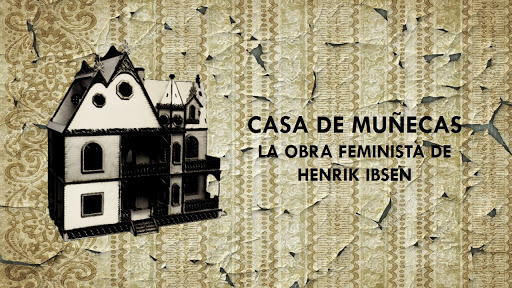 CASA DE MUÑECAS
LA OBRA FEMINISTA DE
HENRIK IBSEN